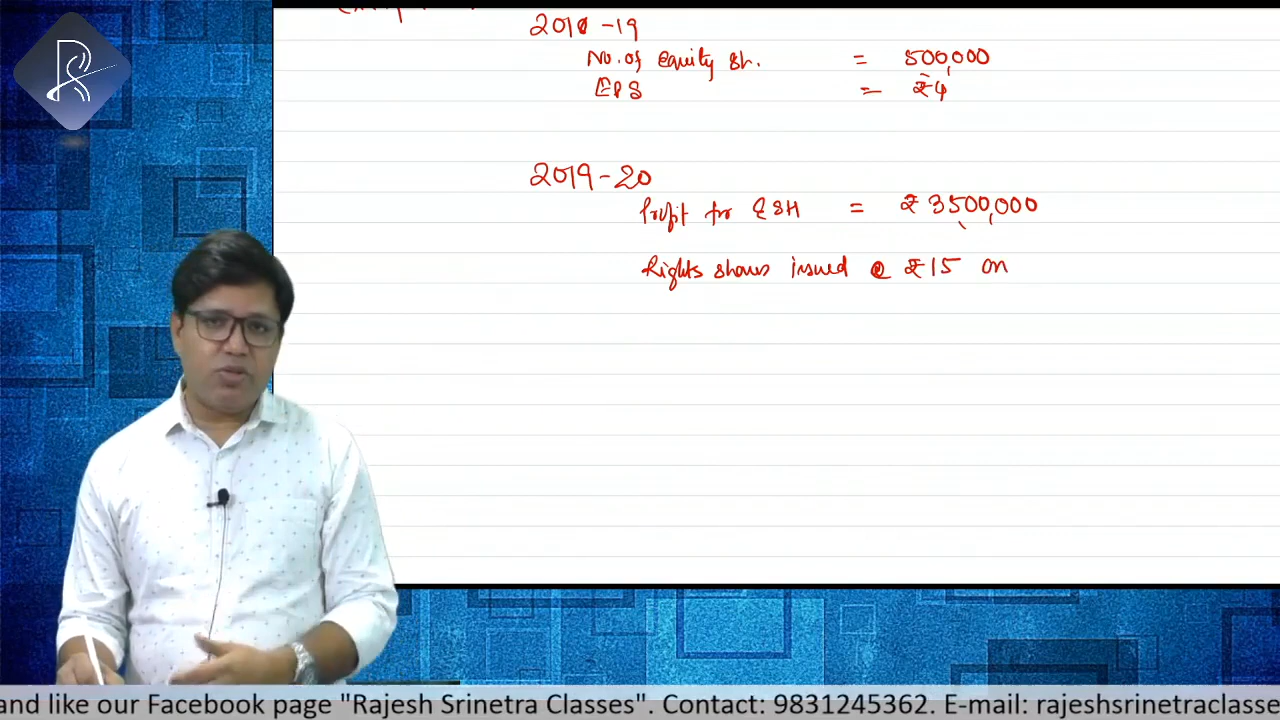 2018-19
No. of equity sh. = 500,000
EPS = ₹4
2019-20
Profit for ESH = ₹3500,000
Rights shares issued @ ₹15 on
and like our Facebook page "Rajesh Srinetra Classes". Contact: 9831245362. E-mail: rajeshsrinetraclasse